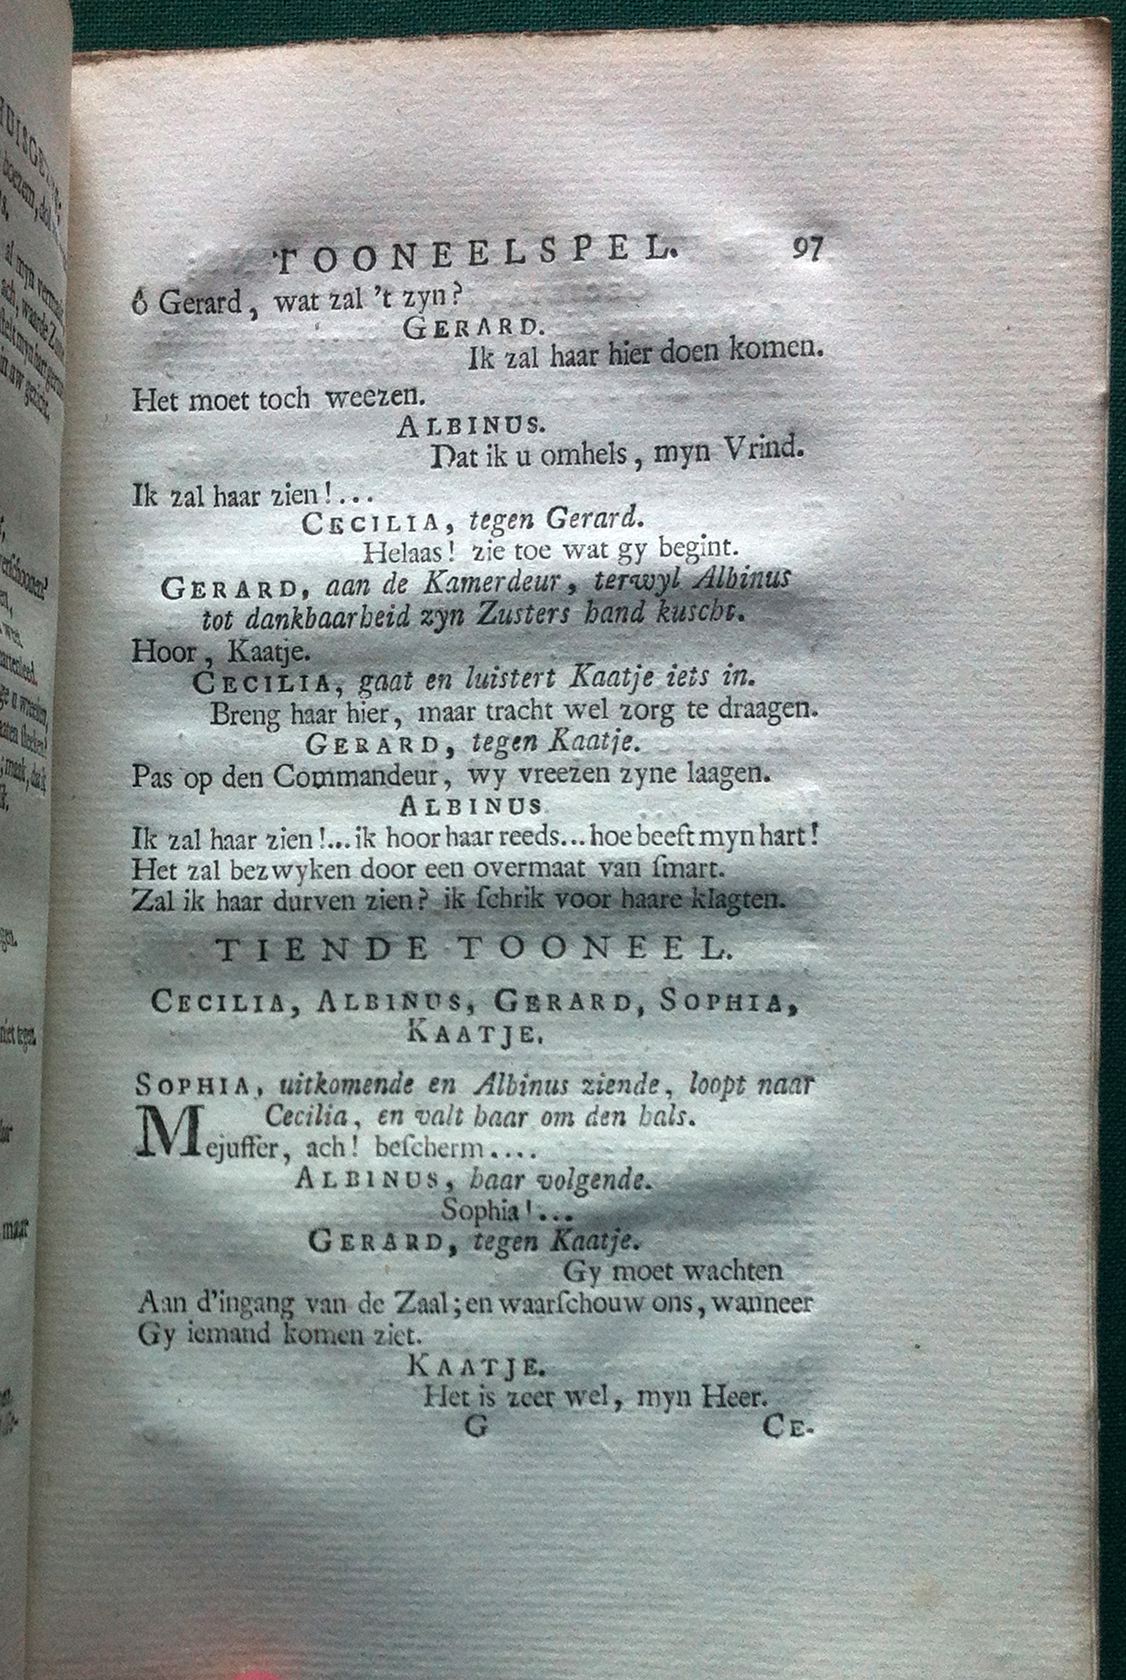 TOONEELSPEL. 97
ô Gerard, wat zal 't zyn?
GERARD.
Ik zal haar hier doen komen.
Het moet toch weezen.
ALBINUS.
Dat ik u omhels, myn Vrind.
Ik zal haar zien!...
CECILIA, tegen Gerard.
Helaas! zie toe wat gy begint.
GERARD, aan de Kamerdeur, terwyl Albinus
tot dankbaarheid zyn Zusters hand kuscht.
Hoor, Kaatje.
CECILIA, gaat en luistert Kaatje iets in.
Breng haar hier, maar tracht wel zorg te draagen.
GERARD, tegen Kaatje.
Pas op den Commandeur, wy vreezen zyne laagen.
ALBINUS
Ik zal haar zien!...ik hoor haar reeds...hoe beeft myn hart!
Het zal bezwyken door een overmaat van ſmart.
Zal ik haar durven zien? ik ſchrik voor haare klagten.
TIENDE TOONEEL.
CECILIA, ALBINUS, GERARD, SOPHIA,
KAATJE.
SOPHIA, uitkomende en Albinus ziende, loopt naar
Cecilia, en valt haar om den hals.
Mejuffer, ach! beſcherm....
ALBINUS, haar volgende.
Sophia!...
GERARD, tegen Kaatje.
Gy moet wachten
Aan d'ingang van de Zaal; en waarſchouw ons, wanneer
Gy iemand komen ziet.
KAATJE.
Het is zeer wel, myn Heer.
G CE-